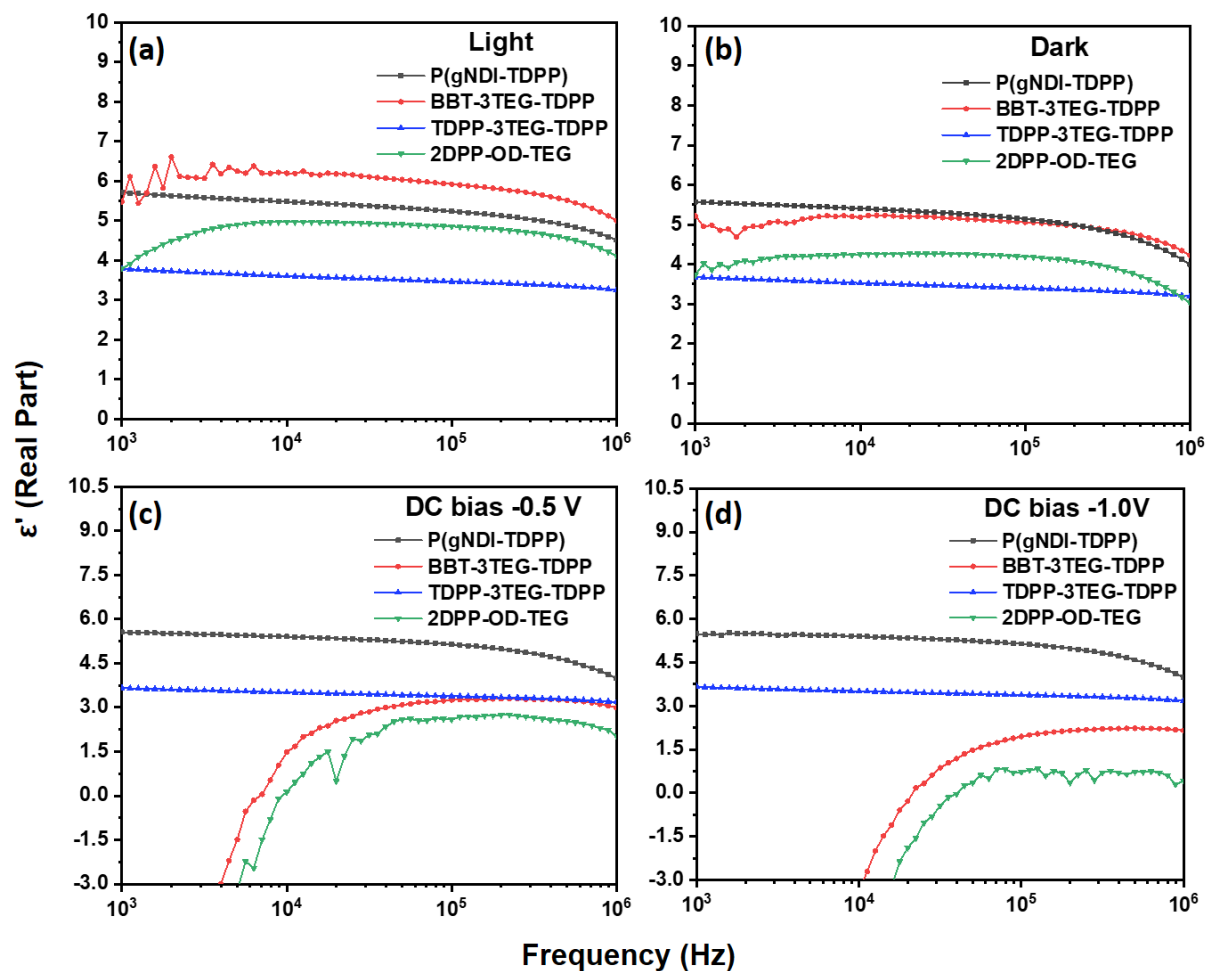 (a)
Light
P(gNDI-TDPP)
BBT-3TEG-TDPP
TDPP-3TEG-TDPP
2DPP-OD-TEG
10
9
8
7
6
5
4
3
2
1
0
10³
10⁴
10⁵
10⁶
(b)
Dark
P(gNDI-TDPP)
BBT-3TEG-TDPP
TDPP-3TEG-TDPP
2DPP-OD-TEG
10
9
8
7
6
5
4
3
2
1
0
10³
10⁴
10⁵
10⁶
ε' (Real Part)
(c)
DC bias -0.5 V
P(gNDI-TDPP)
BBT-3TEG-TDPP
TDPP-3TEG-TDPP
2DPP-OD-TEG
10.5
9.0
7.5
6.0
4.5
3.0
1.5
0.0
-1.5
-3.0
10³
10⁴
10⁵
10⁶
(d)
DC bias -1.0V
P(gNDI-TDPP)
BBT-3TEG-TDPP
TDPP-3TEG-TDPP
2DPP-OD-TEG
10.5
9.0
7.5
6.0
4.5
3.0
1.5
0.0
-1.5
-3.0
10³
10⁴
10⁵
10⁶
Frequency (Hz)